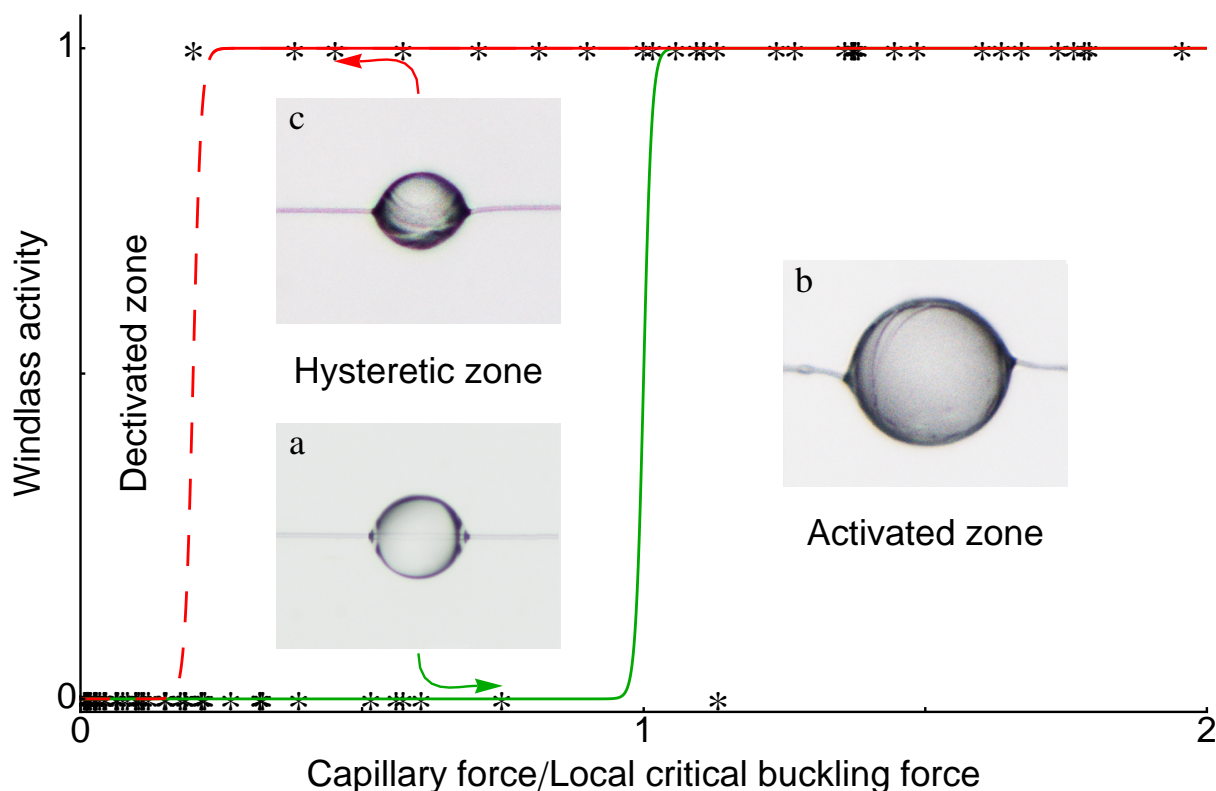 1
c
b
Windlass activity
Dectivated zone
Hysteretic zone
a
Activated zone
0
0
1
2
Capillary force/Local critical buckling force